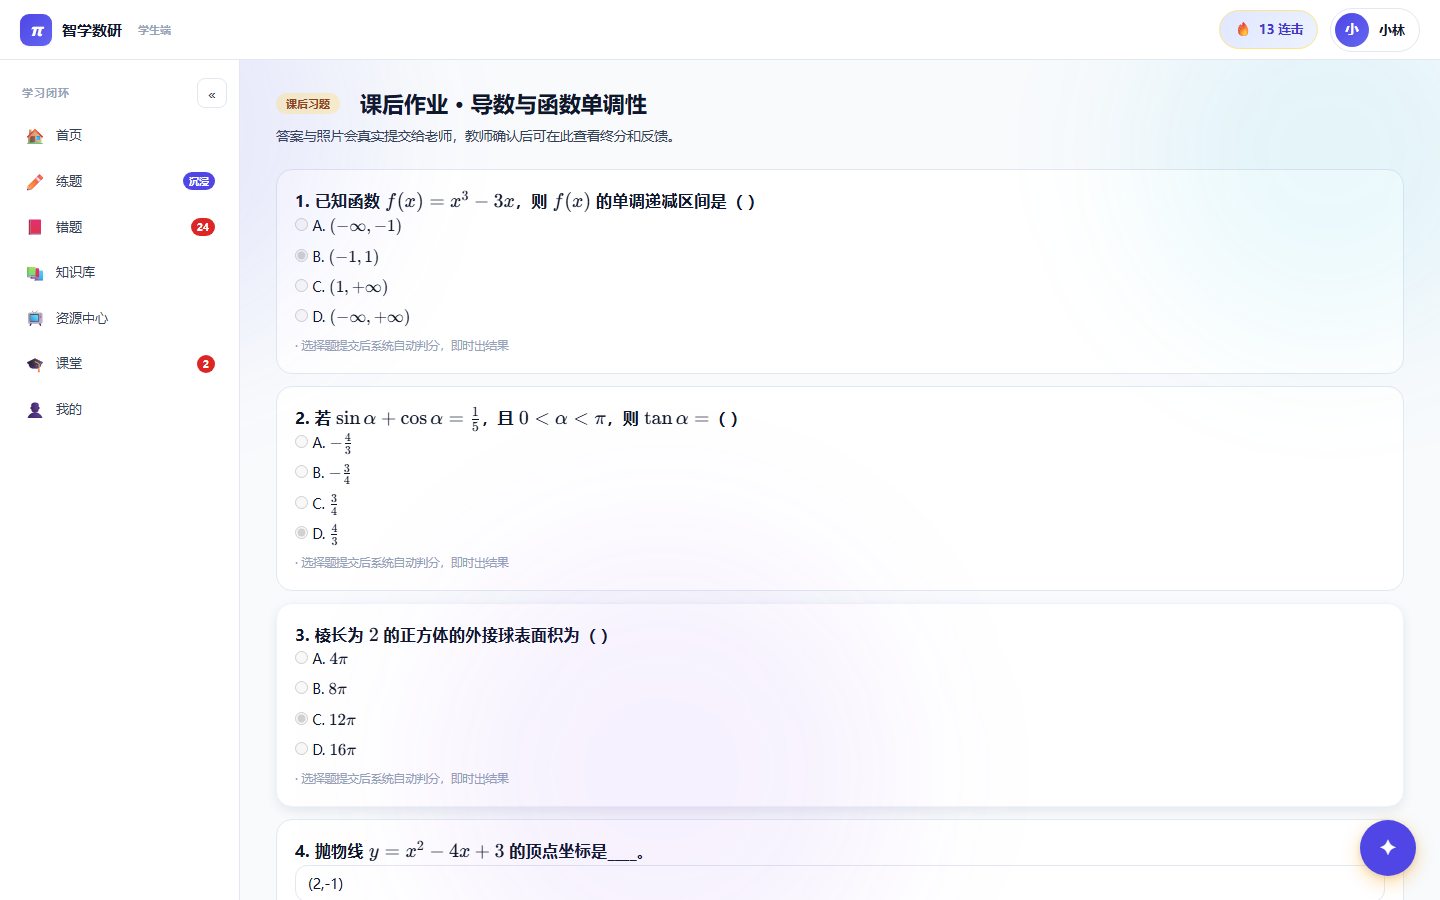 π 智学数研 学生端
🔥 13 连击
小 小林
学习闭环 «
首页
练题 沉浸
错题 24
知识库
资源中心
课堂 2
我的
课后习题 课后作业 • 导数与函数单调性
答案与照片会真实提交给老师，教师确认后可在此查看终分和反馈。
1. 已知函数 f(x) = x³ − 3x，则 f(x) 的单调递减区间是（ ）
A. (−∞, −1)
B. (−1, 1)
C. (1, +∞)
D. (−∞, +∞)
· 选择题提交后系统自动判分，即时出结果
2. 若 sin α + cos α = 1/5，且 0 < α < π，则 tan α =（ ）
A. −4/3
B. −3/4
C. 3/4
D. 4/3
· 选择题提交后系统自动判分，即时出结果
3. 棱长为 2 的正方体的外接球表面积为（ ）
A. 4π
B. 8π
C. 12π
D. 16π
· 选择题提交后系统自动判分，即时出结果
4. 抛物线 y = x² − 4x + 3 的顶点坐标是____。
(2,-1)